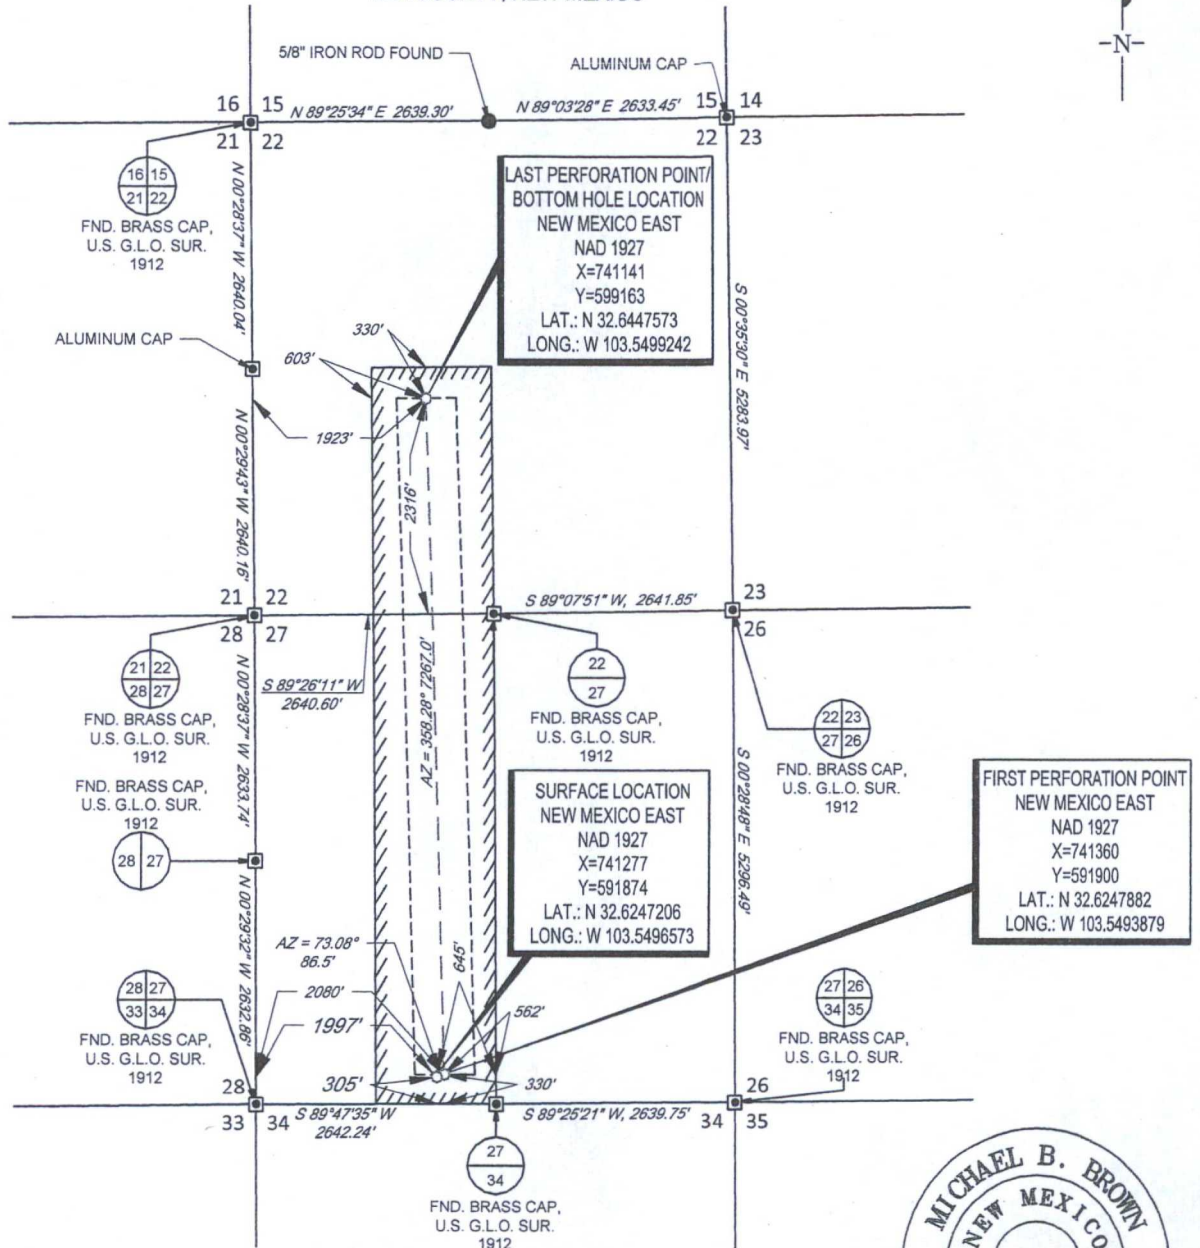 -N-
5/8" IRON ROD FOUND
ALUMINUM CAP
16 15
N 89°25'34" E 2639.30'
N 89°03'28" E 2633.45'
15 14
21 22
22 23
16 15
21 22
FND. BRASS CAP,
U.S. G.L.O. SUR.
1912
N 00°28'37" W 2640.04'
LAST PERFORATION POINT/
BOTTOM HOLE LOCATION
NEW MEXICO EAST
NAD 1927
X=741141
Y=599163
LAT.: N 32.6447573
LONG.: W 103.5499242
S 00°35'30" E 5283.97'
ALUMINUM CAP
330'
603'
1923'
N 00°29'43" W 2640.16'
2316'
21 22
28 27
S 89°07'51" W, 2641.85'
23
26
21 22
28 27
FND. BRASS CAP,
U.S. G.L.O. SUR.
1912
S 89°26'11" W
2640.60'
22
27
FND. BRASS CAP,
U.S. G.L.O. SUR.
1912
22 23
27 26
FND. BRASS CAP,
U.S. G.L.O. SUR.
1912
N 00°28'37" W 2633.74'
AZ = 358.28° 7267.0'
S 00°28'48" E 5296.49'
FND. BRASS CAP,
U.S. G.L.O. SUR.
1912
28 27
SURFACE LOCATION
NEW MEXICO EAST
NAD 1927
X=741277
Y=591874
LAT.: N 32.6247206
LONG.: W 103.5496573
FIRST PERFORATION POINT
NEW MEXICO EAST
NAD 1927
X=741360
Y=591900
LAT.: N 32.6247882
LONG.: W 103.5493879
N 00°29'32" W 2632.86'
AZ = 73.08°
86.5'
645'
2080'
1997'
562'
305'
330'
28 27
33 34
FND. BRASS CAP,
U.S. G.L.O. SUR.
1912
27 26
34 35
FND. BRASS CAP,
U.S. G.L.O. SUR.
1912
28
33 34
S 89°47'35" W
2642.24'
S 89°25'21" W, 2639.75'
26
34 35
27
34
FND. BRASS CAP,
U.S. G.L.O. SUR.
1912
MICHAEL B. BROWN
NEW MEXICO